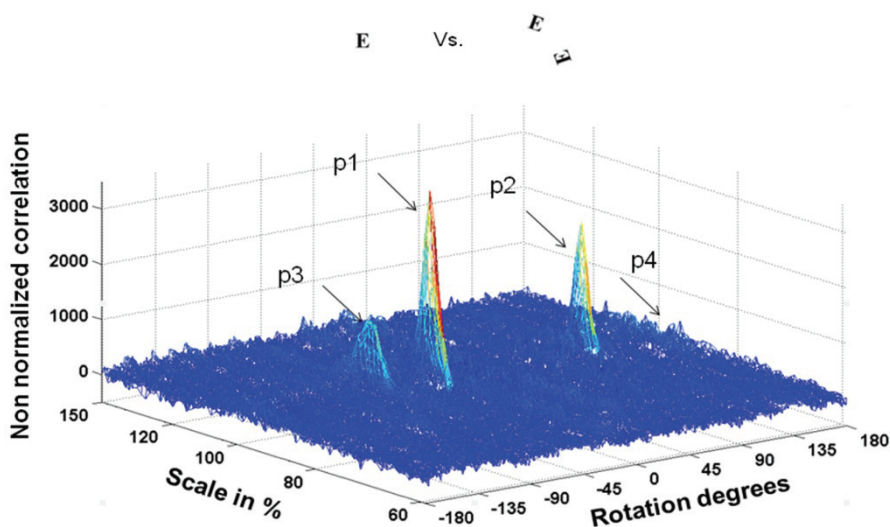 E Vs. E E
p1
p2
p3
p4
Non normalized correlation
3000
2000
1000
0
150
120
100
80
60
Scale in %
-180
-135
-90
-45
0
45
90
135
180
Rotation degrees